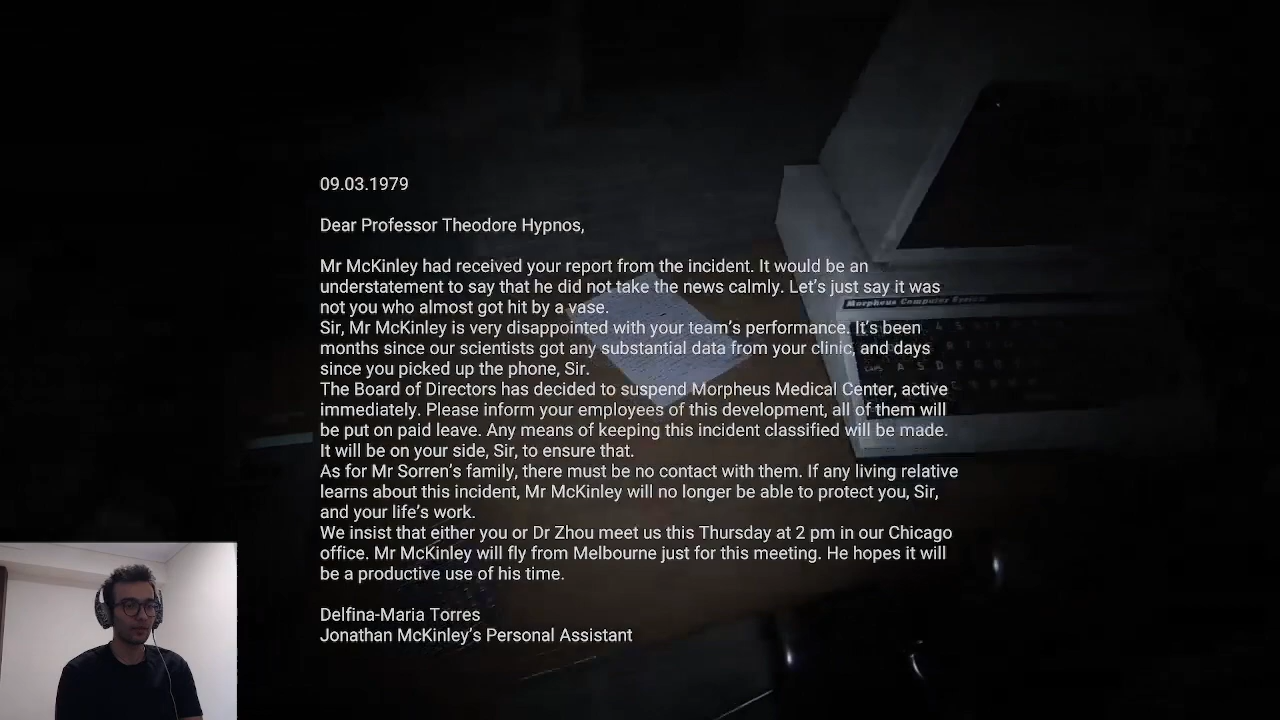 09.03.1979
Dear Professor Theodore Hypnos,
Mr McKinley had received your report from the incident. It would be an
understatement to say that he did not take the news calmly. Let's just say it was
not you who almost got hit by a vase.
Sir, Mr McKinley is very disappointed with your team's performance. It's been
months since our scientists got any substantial data from your clinic, and days
since you picked up the phone, Sir.
The Board of Directors has decided to suspend Morpheus Medical Center, active
immediately. Please inform your employees of this development, all of them will
be put on paid leave. Any means of keeping this incident classified will be made.
It will be on your side, Sir, to ensure that.
As for Mr Sorren's family, there must be no contact with them. If any living relative
learns about this incident, Mr McKinley will no longer be able to protect you, Sir,
and your life's work.
We insist that either you or Dr Zhou meet us this Thursday at 2 pm in our Chicago
office. Mr McKinley will fly from Melbourne just for this meeting. He hopes it will
be a productive use of his time.
Delfina-Maria Torres
Jonathan McKinley's Personal Assistant
Morpheus Computer System